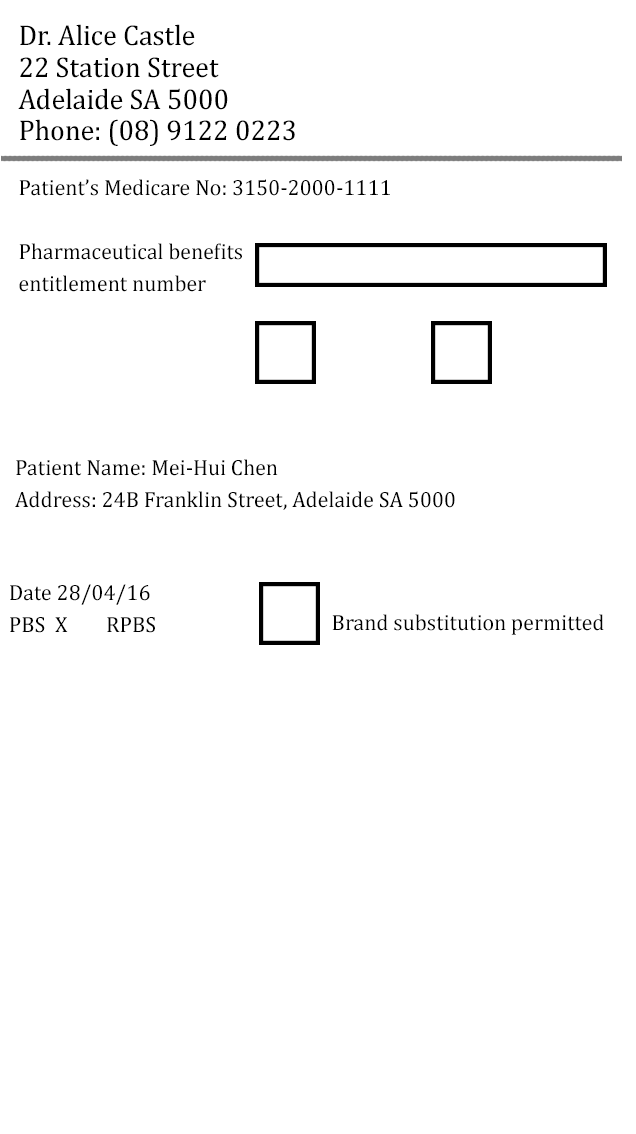 Dr. Alice Castle
22 Station Street
Adelaide SA 5000
Phone: (08) 9122 0223
Patient’s Medicare No: 3150-2000-1111
Pharmaceutical benefits
entitlement number
Patient Name: Mei-Hui Chen
Address: 24B Franklin Street, Adelaide SA 5000
Date 28/04/16
PBS X RPBS
Brand substitution permitted